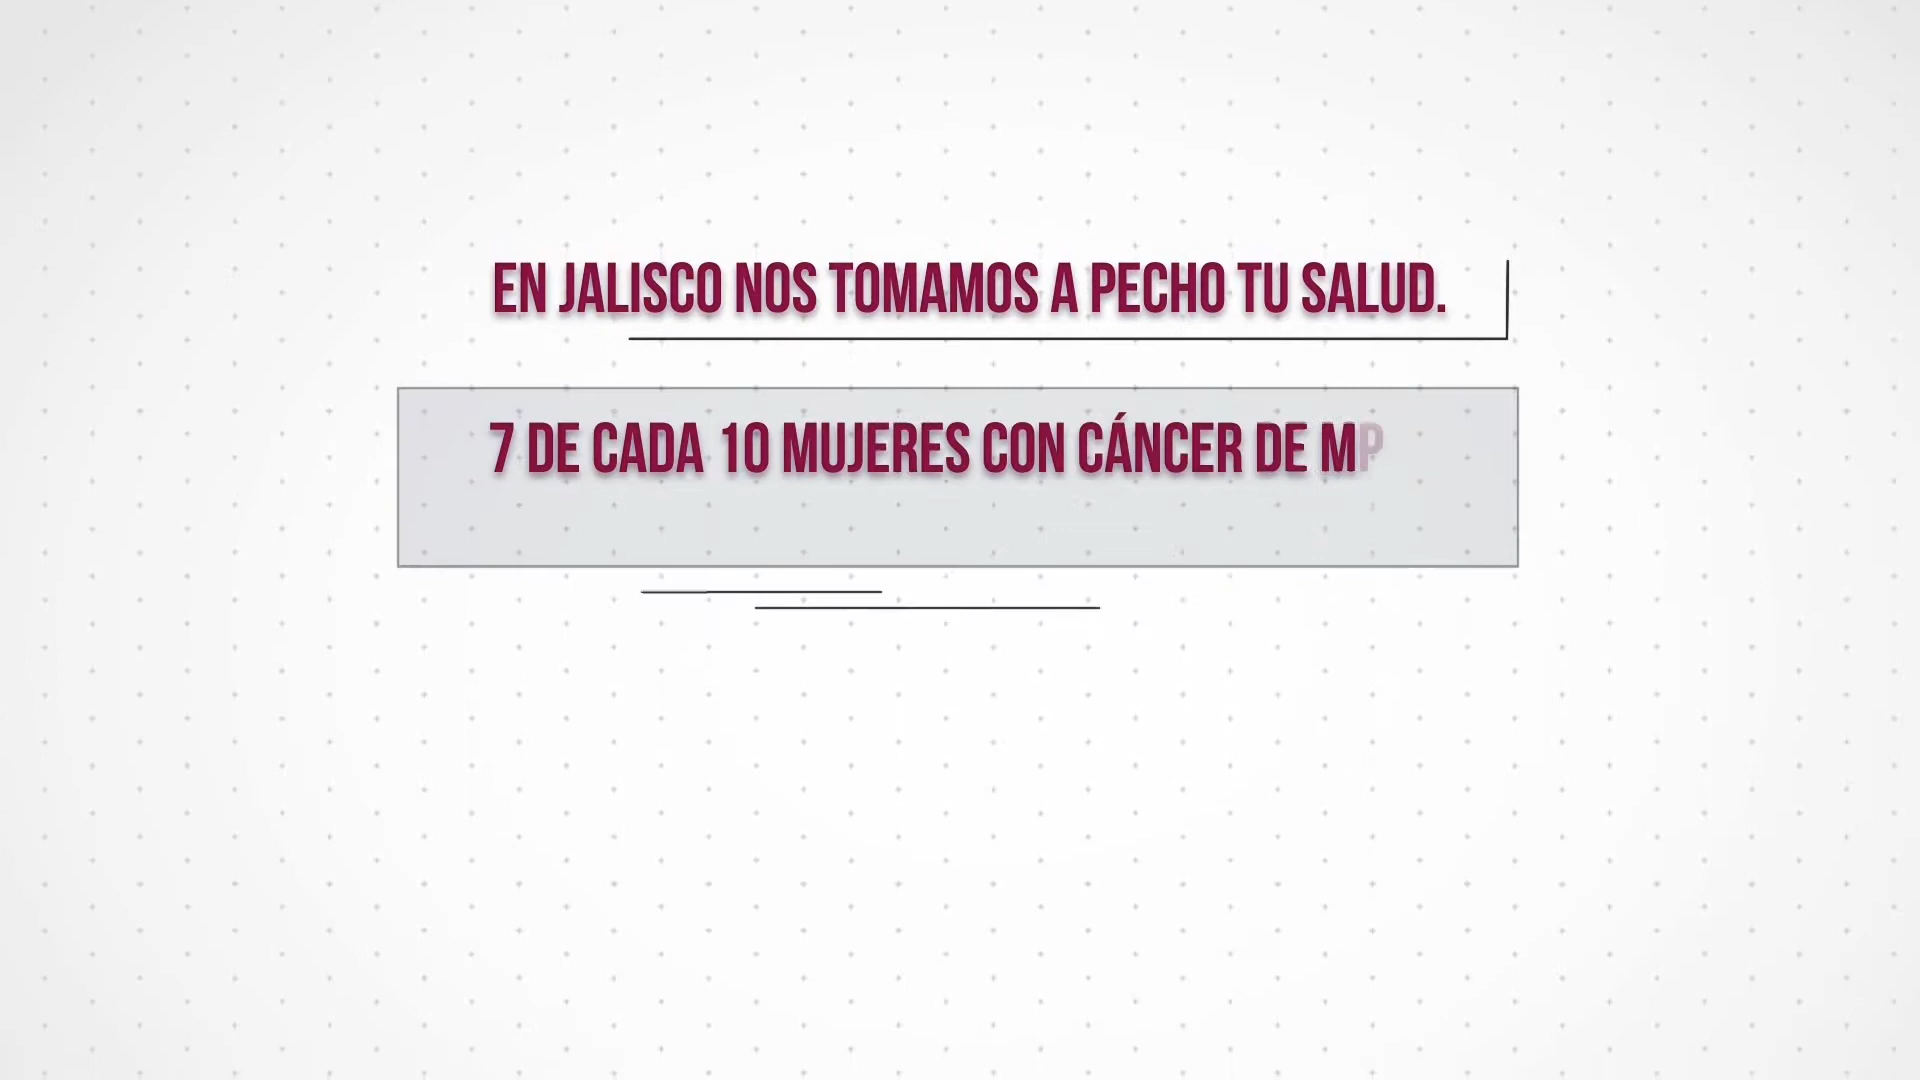 EN JALISCO NOS TOMAMOS A PECHO TU SALUD.
7 DE CADA 10 MUJERES CON CÁNCER DE